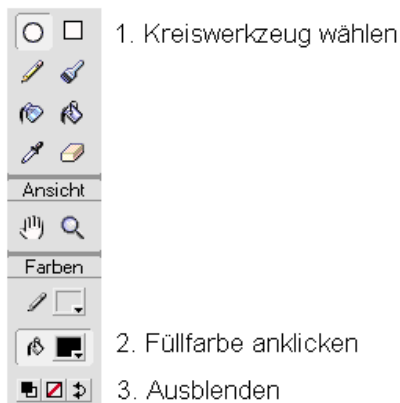 1. Kreiswerkzeug wählen
Ansicht
Farben
2. Füllfarbe anklicken
3. Ausblenden